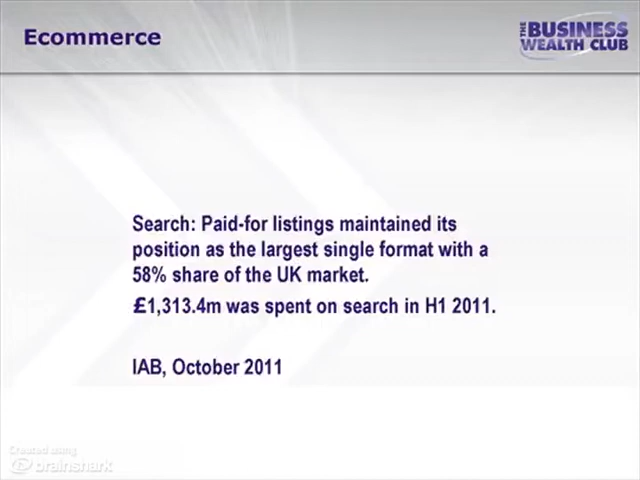 Ecommerce
THE BUSINESS
WEALTH CLUB
Search: Paid-for listings maintained its
position as the largest single format with a
58% share of the UK market.
£1,313.4m was spent on search in H1 2011.
IAB, October 2011
Created using
brainshark